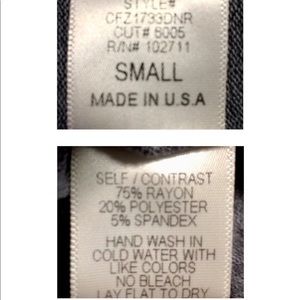 STYLE#
CFZ1733DNR
CUT# 6005
R/N# 102711
SMALL
MADE IN U.S.A
SELF / CONTRAST
75% RAYON
20% POLYESTER
5% SPANDEX
HAND WASH IN
COLD WATER WITH
LIKE COLORS
NO BLEACH
LAY FLAT TO DRY